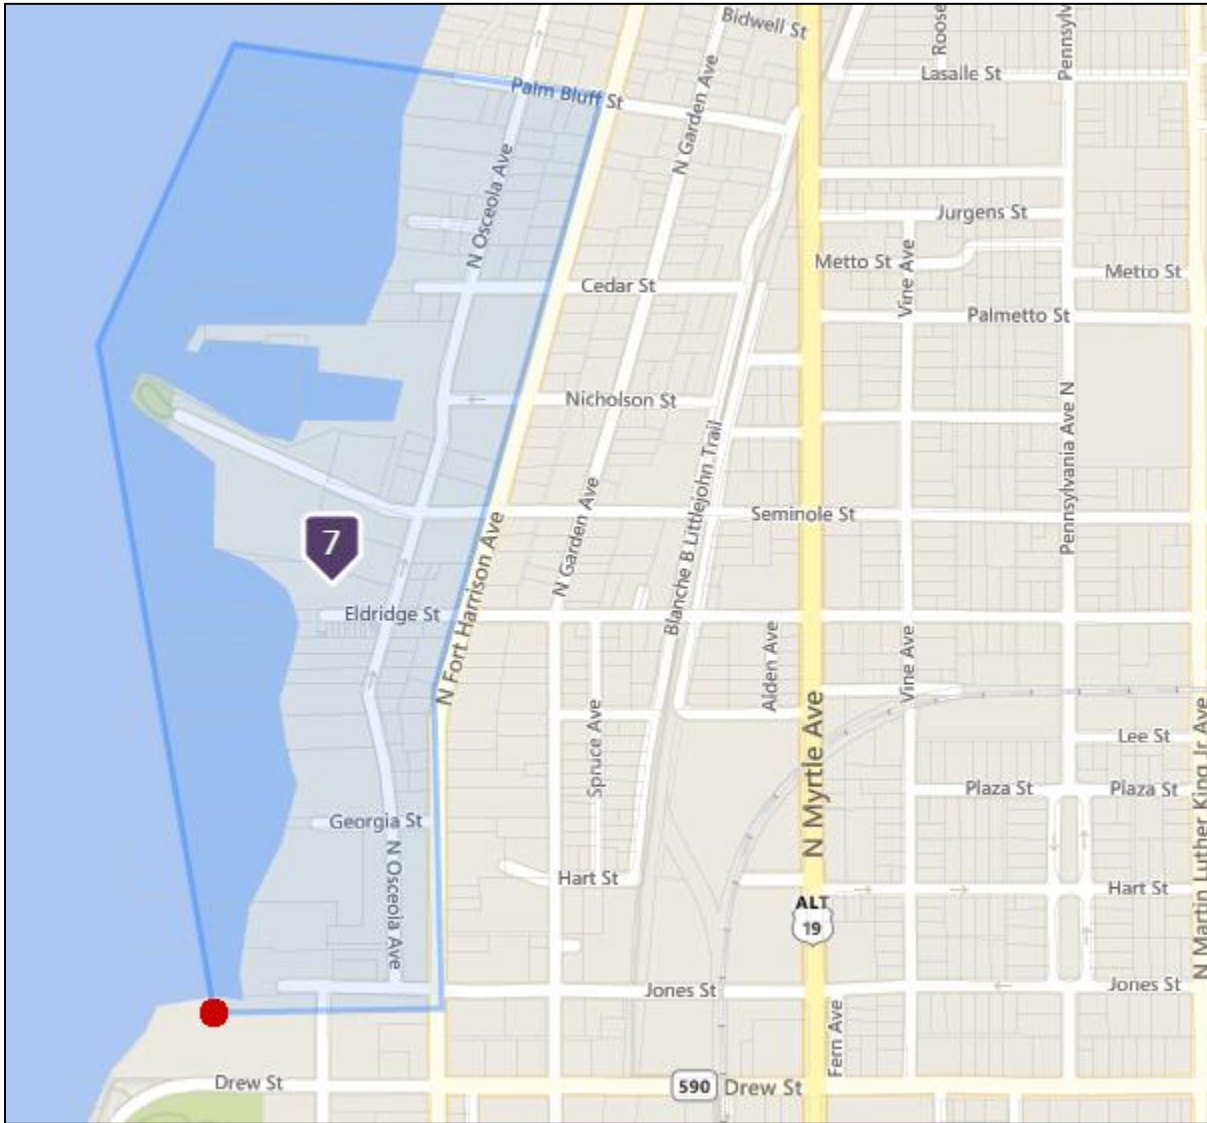 Bidwell St
Roose
Pennsylv
Lasalle St
Palm Bluff St
N Garden Ave
N Osceola Ave
Jurgens St
Metto St
Vine Ave
Metto St
Cedar St
Palmetto St
Nicholson St
Pennsylvania Ave N
Blanche B Littlejohn Trail
Seminole St
7
N Garden Ave
N Fort Harrison Ave
Eldridge St
Alden Ave
Vine Ave
N Myrtle Ave
Spruce Ave
Lee St
Plaza St
Plaza St
N Martin Luther King Jr Ave
Georgia St
N Osceola Ave
Hart St
Hart St
ALT
19
Jones St
Jones St
Fern Ave
Drew St
590
Drew St